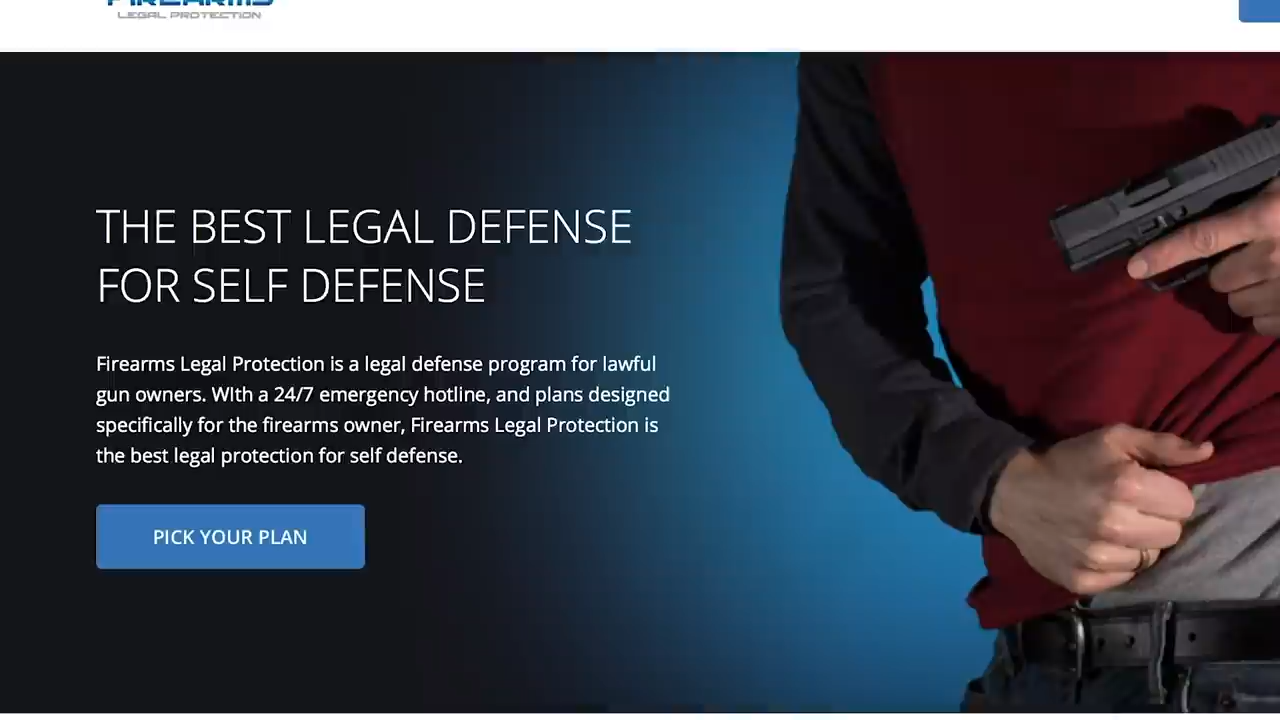 FIREARMS
LEGAL PROTECTION
THE BEST LEGAL DEFENSE
FOR SELF DEFENSE
Firearms Legal Protection is a legal defense program for lawful
gun owners. WIth a 24/7 emergency hotline, and plans designed
specifically for the firearms owner, Firearms Legal Protection is
the best legal protection for self defense.
PICK YOUR PLAN